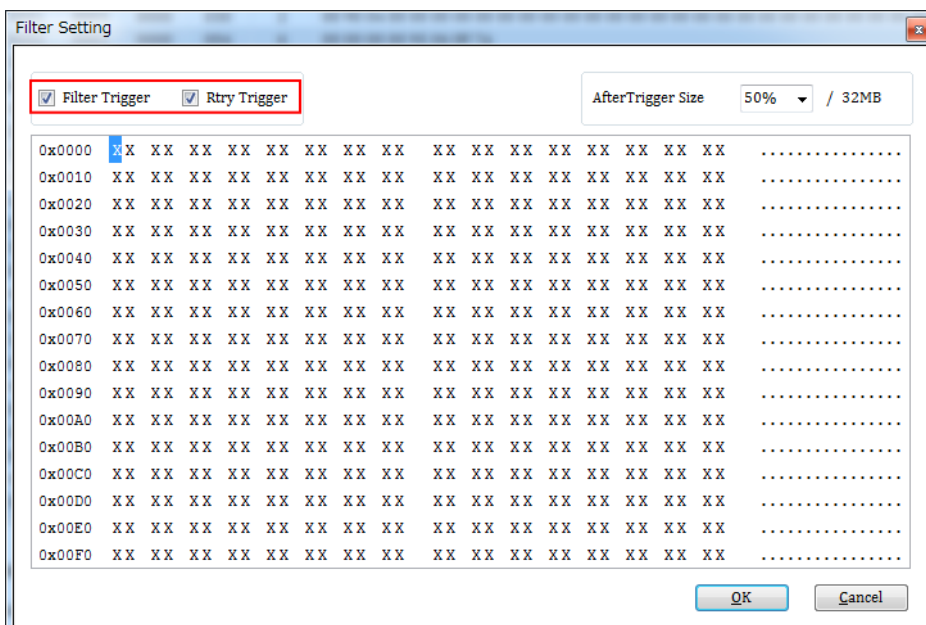 Filter Setting
Filter Trigger Rtry Trigger AfterTrigger Size 50% / 32MB
0x0000 XX XX XX XX XX XX XX XX XX XX XX XX XX XX XX XX ................
0x0010 XX XX XX XX XX XX XX XX XX XX XX XX XX XX XX XX ................
0x0020 XX XX XX XX XX XX XX XX XX XX XX XX XX XX XX XX ................
0x0030 XX XX XX XX XX XX XX XX XX XX XX XX XX XX XX XX ................
0x0040 XX XX XX XX XX XX XX XX XX XX XX XX XX XX XX XX ................
0x0050 XX XX XX XX XX XX XX XX XX XX XX XX XX XX XX XX ................
0x0060 XX XX XX XX XX XX XX XX XX XX XX XX XX XX XX XX ................
0x0070 XX XX XX XX XX XX XX XX XX XX XX XX XX XX XX XX ................
0x0080 XX XX XX XX XX XX XX XX XX XX XX XX XX XX XX XX ................
0x0090 XX XX XX XX XX XX XX XX XX XX XX XX XX XX XX XX ................
0x00A0 XX XX XX XX XX XX XX XX XX XX XX XX XX XX XX XX ................
0x00B0 XX XX XX XX XX XX XX XX XX XX XX XX XX XX XX XX ................
0x00C0 XX XX XX XX XX XX XX XX XX XX XX XX XX XX XX XX ................
0x00D0 XX XX XX XX XX XX XX XX XX XX XX XX XX XX XX XX ................
0x00E0 XX XX XX XX XX XX XX XX XX XX XX XX XX XX XX XX ................
0x00F0 XX XX XX XX XX XX XX XX XX XX XX XX XX XX XX XX ................
OK Cancel